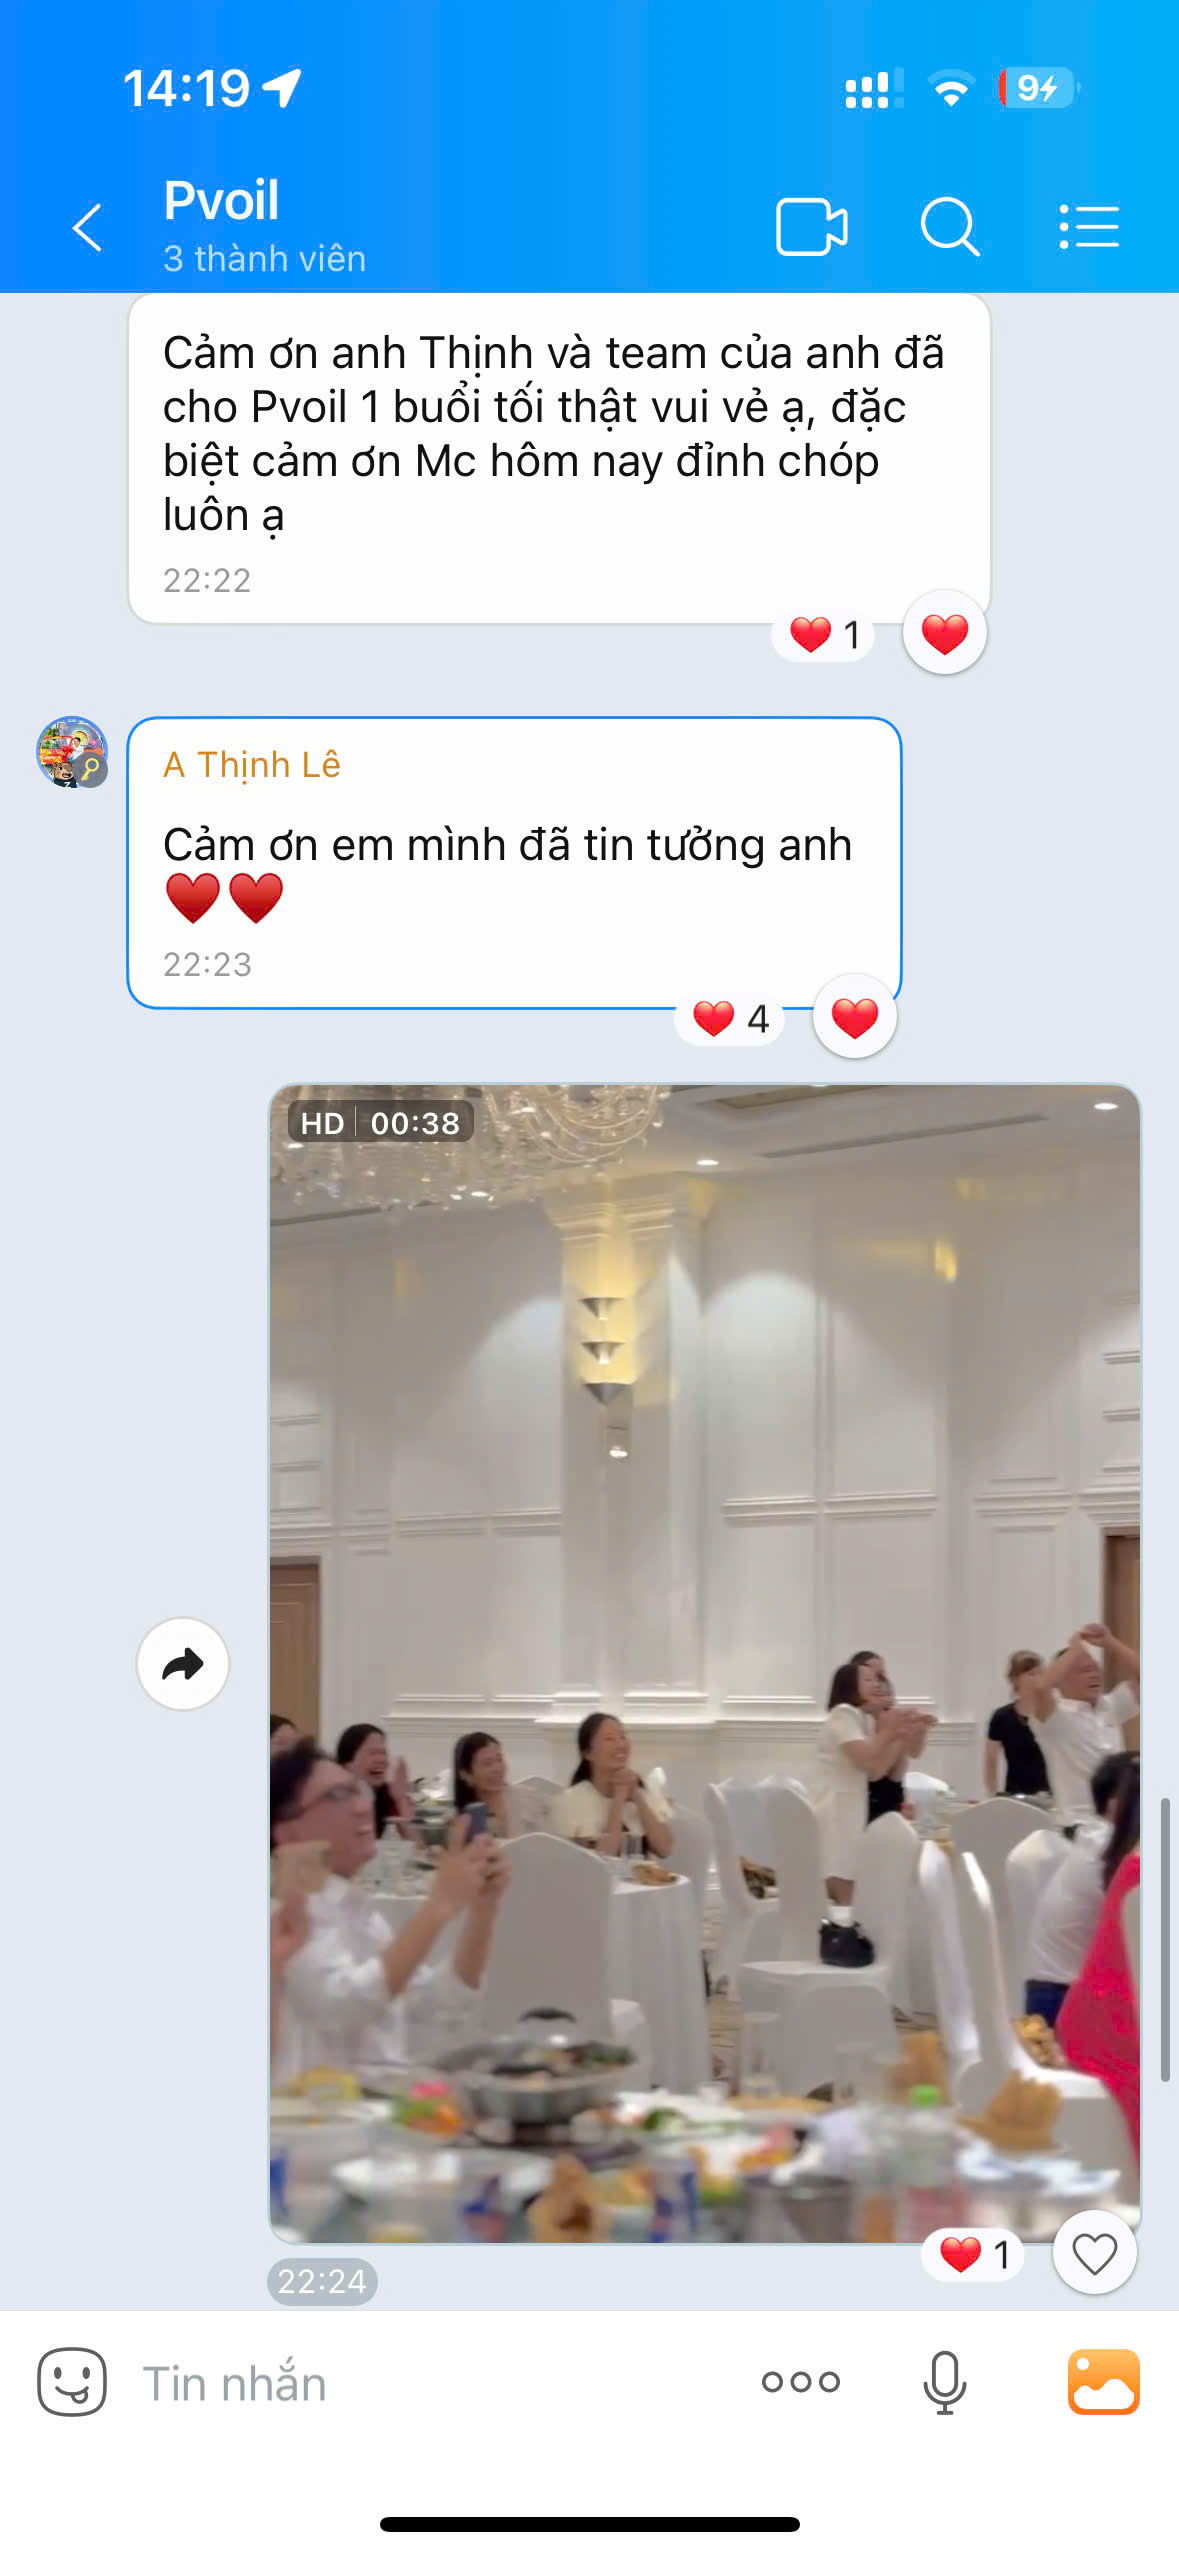 14:19
9
Pvoil
3 thành viên
Cảm ơn anh Thịnh và team của anh đã
cho Pvoil 1 buổi tối thật vui vẻ ạ, đặc
biệt cảm ơn Mc hôm nay đỉnh chóp
luôn ạ
22:22
1
A Thịnh Lê
Cảm ơn em mình đã tin tưởng anh
22:23
4
HD 00:38
1
22:24
Tin nhắn